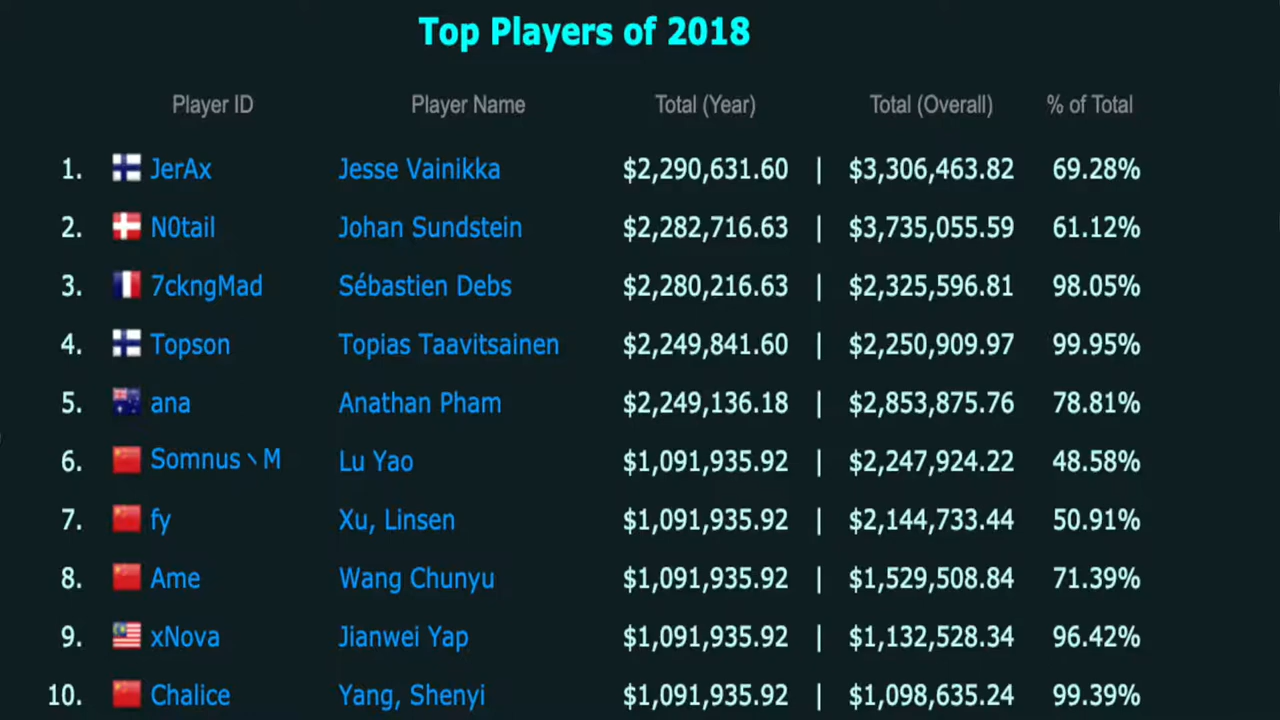 Top Players of 2018
Player ID Player Name Total (Year) Total (Overall) % of Total
1. JerAx Jesse Vainikka $2,290,631.60 | $3,306,463.82 69.28%
2. N0tail Johan Sundstein $2,282,716.63 | $3,735,055.59 61.12%
3. 7ckngMad Sébastien Debs $2,280,216.63 | $2,325,596.81 98.05%
4. Topson Topias Taavitsainen $2,249,841.60 | $2,250,909.97 99.95%
5. ana Anathan Pham $2,249,136.18 | $2,853,875.76 78.81%
6. Somnus丶M Lu Yao $1,091,935.92 | $2,247,924.22 48.58%
7. fy Xu, Linsen $1,091,935.92 | $2,144,733.44 50.91%
8. Ame Wang Chunyu $1,091,935.92 | $1,529,508.84 71.39%
9. xNova Jianwei Yap $1,091,935.92 | $1,132,528.34 96.42%
10. Chalice Yang, Shenyi $1,091,935.92 | $1,098,635.24 99.39%